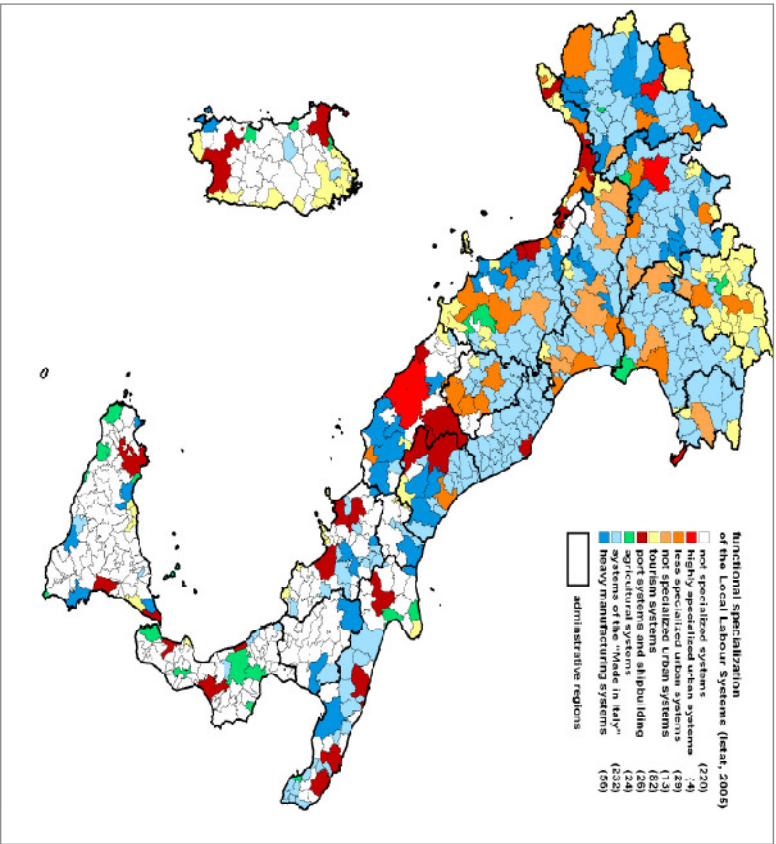 functional specialization
of the Local Labour Systems (Istat, 2005)
not specialized systems (220)
highly specialized urban systems (4)
less specialized urban systems (29)
not specialized urban systems (13)
tourism systems (82)
port systems and shipbuilding (26)
agricultural systems (24)
systems of the "Made in Italy" (232)
heavy manufacturing systems (56)
administrative regions